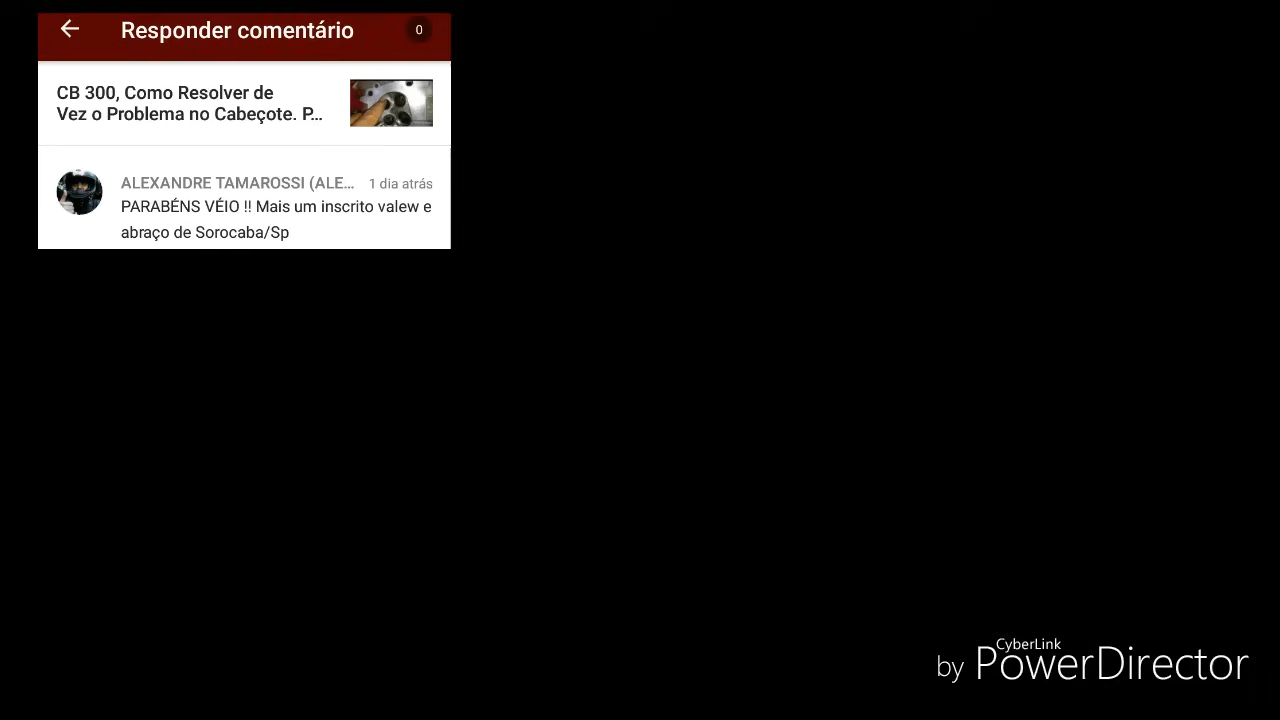 Responder comentário
0
CB 300, Como Resolver de
Vez o Problema no Cabeçote. P...
ALEXANDRE TAMAROSSI (ALE... 1 dia atrás
PARABÉNS VÉIO !! Mais um inscrito valew e
abraço de Sorocaba/Sp
CyberLink
by PowerDirector